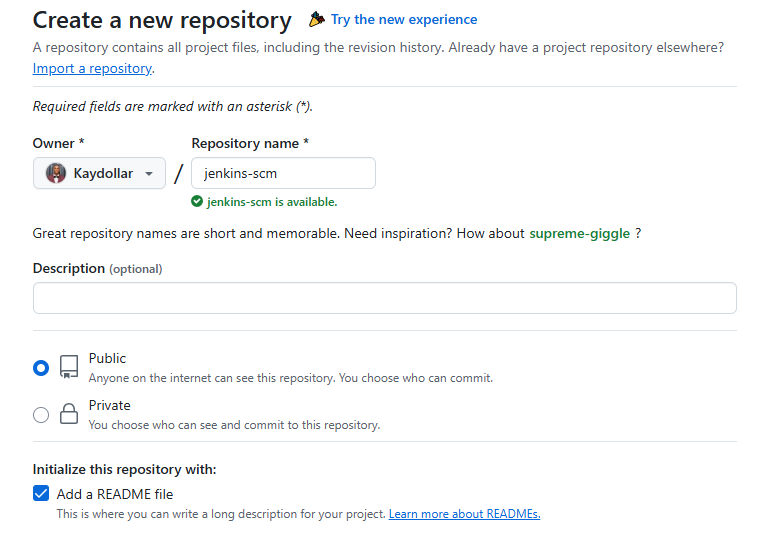 Create a new repository Try the new experience
A repository contains all project files, including the revision history. Already have a project repository elsewhere?
Import a repository.
Required fields are marked with an asterisk (*).
Owner * Repository name *
Kaydollar / jenkins-scm
jenkins-scm is available.
Great repository names are short and memorable. Need inspiration? How about supreme-giggle ?
Description (optional)
Public
Anyone on the internet can see this repository. You choose who can commit.
Private
You choose who can see and commit to this repository.
Initialize this repository with:
Add a README file
This is where you can write a long description for your project. Learn more about READMEs.